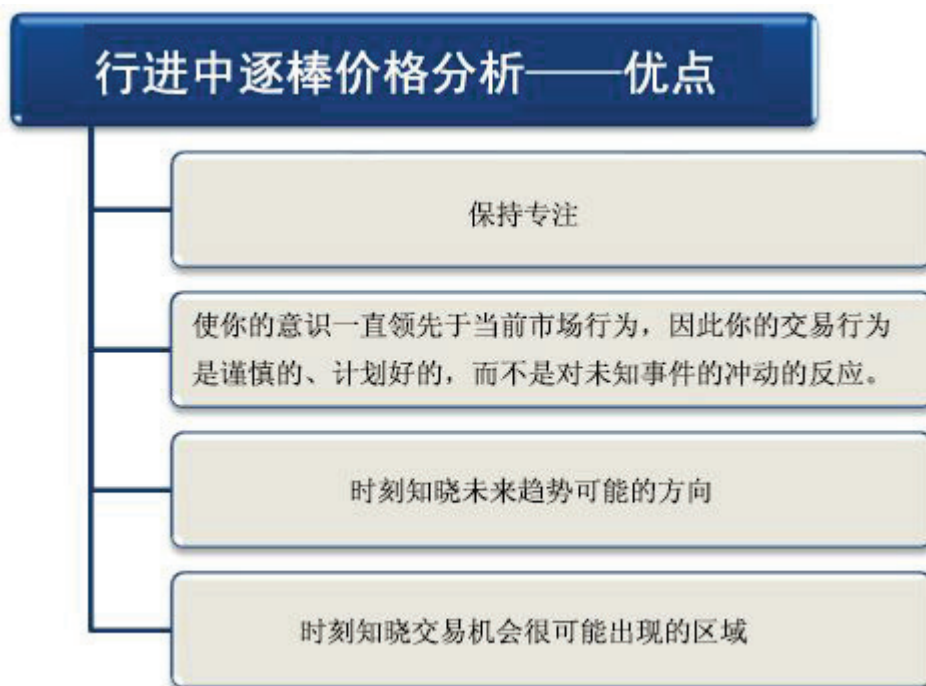 行进中逐棒价格分析——优点
保持专注
使你的意识一直领先于当前市场行为，因此你的交易行为
是谨慎的、计划好的，而不是对未知事件的冲动的反应。
时刻知晓未来趋势可能的方向
时刻知晓交易机会很可能出现的区域